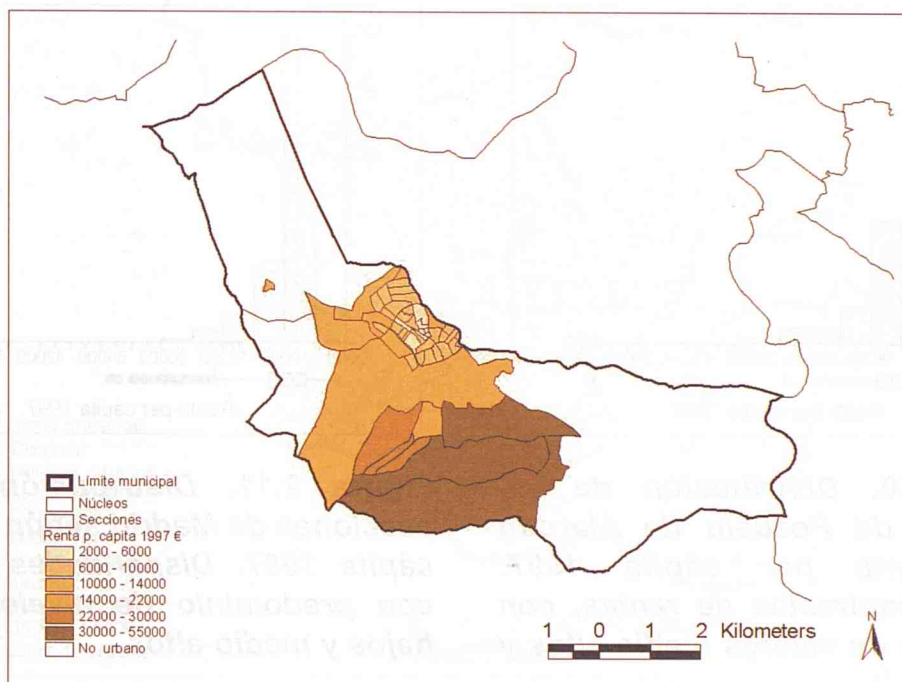 Límite municipal
Núcleos
Secciones
Renta p. cápita 1997 €
2000 - 6000
6000 - 10000
10000 - 14000
14000 - 22000
22000 - 30000
30000 - 55000
No urbano
1 0 1 2 Kilometers
N